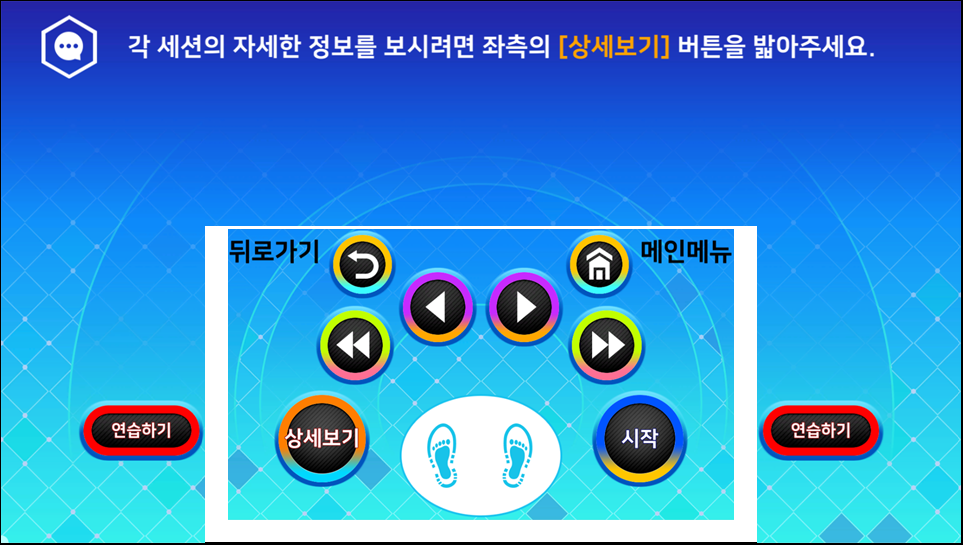 각 세션의 자세한 정보를 보시려면 좌측의 [상세보기] 버튼을 밟아주세요.
뒤로가기
메인메뉴
연습하기
상세보기
시작
연습하기